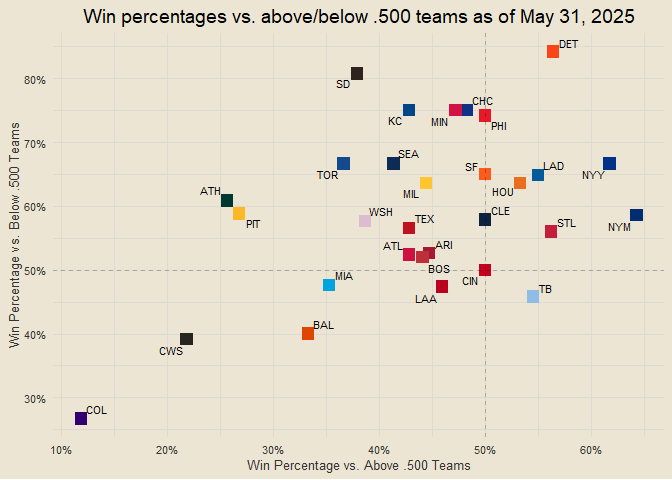 Win percentages vs. above/below .500 teams as of May 31, 2025
Win Percentage vs. Below .500 Teams
80%
70%
60%
50%
40%
30%
DET
SD
CHC
KC
MIN
PHI
SEA
TOR
SF
LAD
NYY
MIL
HOU
ATH
PIT
WSH
TEX
CLE
STL
NYM
ATL
ARI
BOS
CIN
MIA
LAA
TB
BAL
CWS
COL
10%
20%
30%
40%
50%
60%
Win Percentage vs. Above .500 Teams